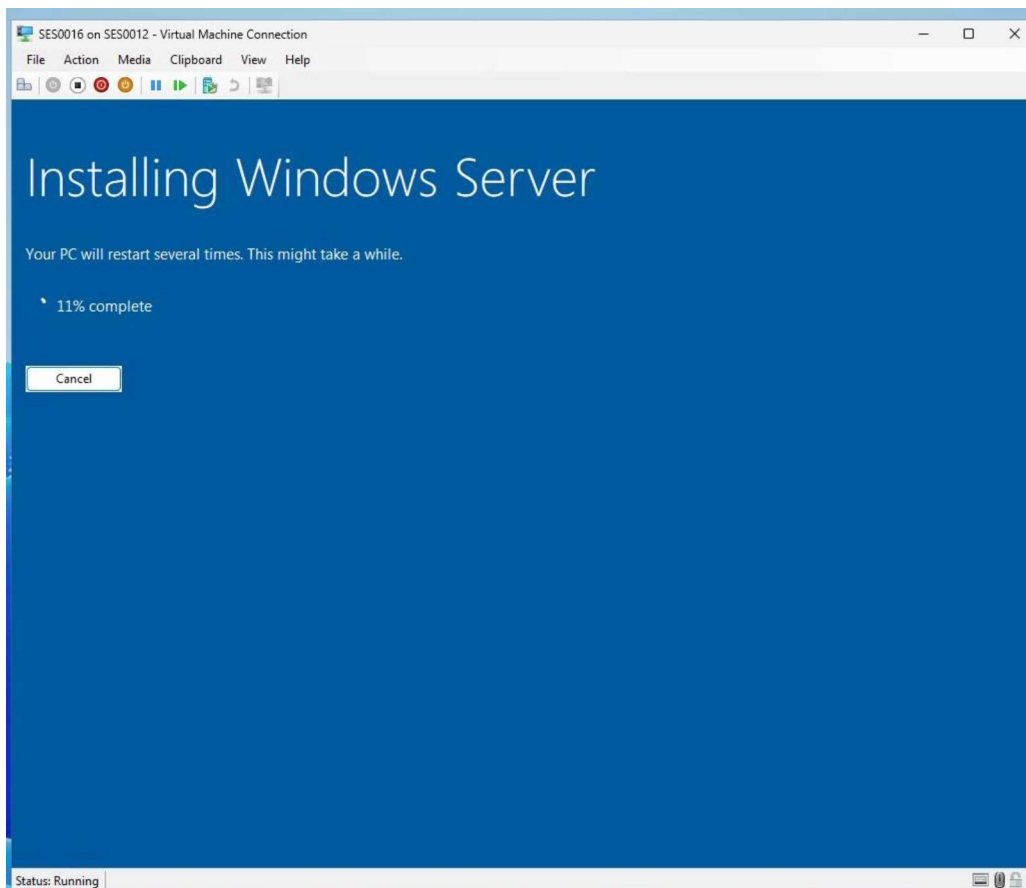 SES0016 on SES0012 - Virtual Machine Connection
File Action Media Clipboard View Help
Installing Windows Server
Your PC will restart several times. This might take a while.
11% complete
Cancel
Status: Running